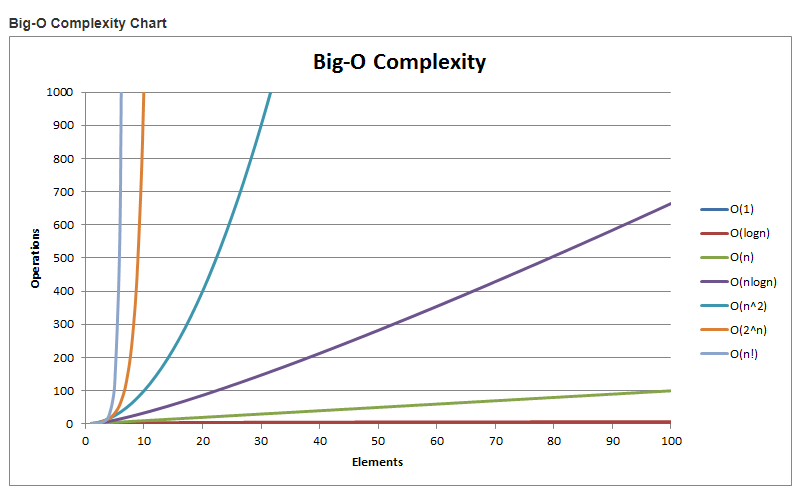 Big-O Complexity Chart
Big-O Complexity
1000
900
800
700
600
500
400
300
200
100
0
Operations
0 10 20 30 40 50 60 70 80 90 100
Elements
O(1)
O(logn)
O(n)
O(nlogn)
O(n^2)
O(2^n)
O(n!)